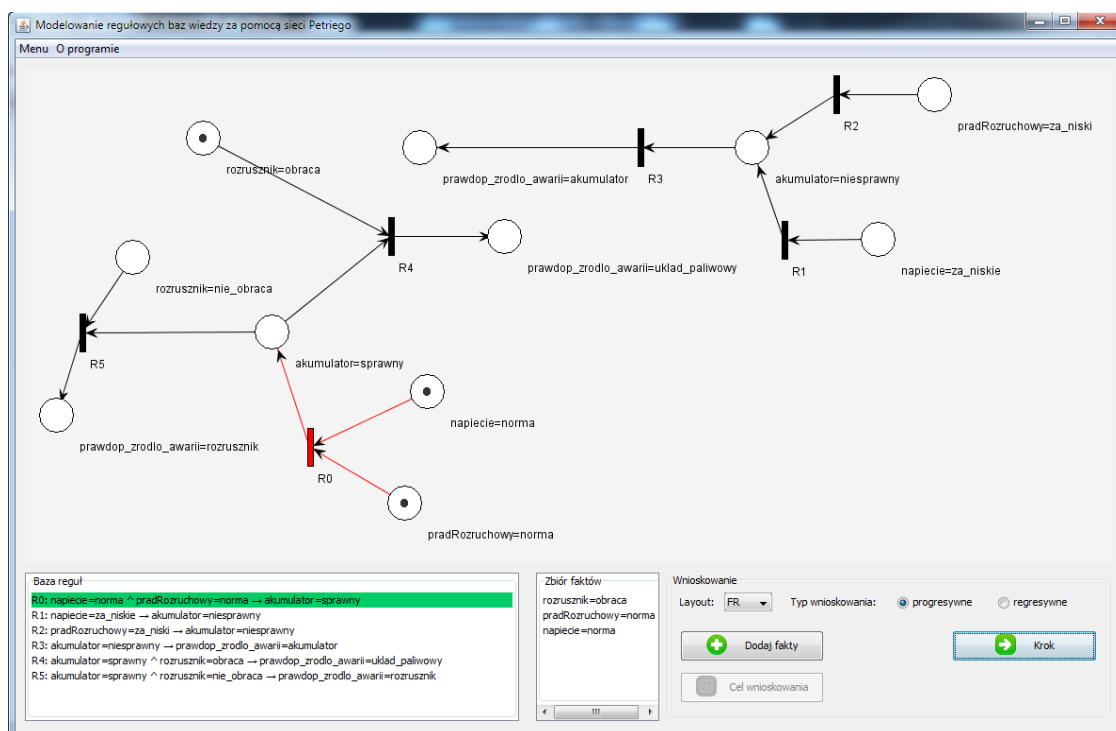 Modelowanie regułowych baz wiedzy za pomocą sieci Petriego
Menu O programie
R2
pradRozruchowy=za_niski
rozrusznik=obraca
prawdop_zrodlo_awarii=akumulator
R3
akumulator=niesprawny
R4
prawdop_zrodlo_awarii=uklad_paliwowy
R1
napiecie=za_niskie
rozrusznik=nie_obraca
R5
akumulator=sprawny
napiecie=norma
prawdop_zrodlo_awarii=rozrusznik
R0
pradRozruchowy=norma
Baza reguł
R0: napiecie=norma ^ pradRozruchowy=norma → akumulator=sprawny
R1: napiecie=za_niskie → akumulator=niesprawny
R2: pradRozruchowy=za_niski → akumulator=niesprawny
R3: akumulator=niesprawny → prawdop_zrodlo_awarii=akumulator
R4: akumulator=sprawny ^ rozrusznik=obraca → prawdop_zrodlo_awarii=uklad_paliwowy
R5: akumulator=sprawny ^ rozrusznik=nie_obraca → prawdop_zrodlo_awarii=rozrusznik
Zbiór faktów
rozrusznik=obraca
pradRozruchowy=norma
napiecie=norma
Wnioskowanie
Layout: FR Typ wnioskowania: progresywne regresywne
Dodaj fakty
Krok
Cel wnioskowania